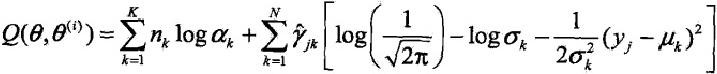 Q(θ,θ^{(i)}) = \sum_{k=1}^{K} n_k \log α_k + \sum_{k=1}^{N} \hat{γ}_{jk} \left[ \log\left( \frac{1}{\sqrt{2π}} \right) - \log σ_k - \frac{1}{2σ_k^2} (y_j - μ_k)^2 \right]